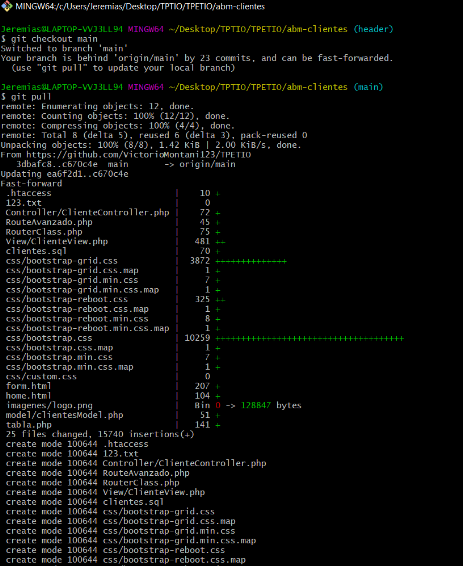 MINGW64:/c/Users/Jeremias/Desktop/TPTIO/TPETIO/abm-clientes
Jeremias@LAPTOP-VVJ3LL94 MINGW64 ~/Desktop/TPTIO/TPETIO/abm-clientes (header)
$ git checkout main
Switched to branch 'main'
Your branch is behind 'origin/main' by 23 commits, and can be fast-forwarded.
  (use "git pull" to update your local branch)
Jeremias@LAPTOP-VVJ3LL94 MINGW64 ~/Desktop/TPTIO/TPETIO/abm-clientes (main)
$ git pull
remote: Enumerating objects: 12, done.
remote: Counting objects: 100% (12/12), done.
remote: Compressing objects: 100% (4/4), done.
remote: Total 8 (delta 5), reused 6 (delta 3), pack-reused 0
Unpacking objects: 100% (8/8), 1.42 KiB | 2.00 KiB/s, done.
From https://github.com/VictorioMontani123/TPETIO
   3dbafc8..c670c4e  main       -> origin/main
Updating ea6f2d1..c670c4e
Fast-forward
 .htaccess                        |    10 +
 123.txt                          |     0
 Controller/ClienteController.php |    72 +
 RouteAvanzado.php                |    45 +
 RouterClass.php                  |    75 +
 View/ClienteView.php             |   481 ++
 clientes.sql                     |    70 +
 css/bootstrap-grid.css           |  3872 ++++++++++++++
 css/bootstrap-grid.css.map       |     1 +
 css/bootstrap-grid.min.css       |     7 +
 css/bootstrap-grid.min.css.map   |     1 +
 css/bootstrap-reboot.css         |   325 ++
 css/bootstrap-reboot.css.map     |     1 +
 css/bootstrap-reboot.min.css     |     8 +
 css/bootstrap-reboot.min.css.map |     1 +
 css/bootstrap.css                | 10259 +++++++++++++++++++++++++++++++++++++
 css/bootstrap.css.map            |     1 +
 css/bootstrap.min.css            |     7 +
 css/bootstrap.min.css.map        |     1 +
 css/custom.css                   |     0
 form.html                        |   207 +
 home.html                        |   104 +
 imagenes/logo.png                |   Bin 0 -> 128847 bytes
 model/clientesModel.php          |    51 +
 tabla.php                        |   141 +
 25 files changed, 15740 insertions(+)
 create mode 100644 .htaccess
 create mode 100644 123.txt
 create mode 100644 Controller/ClienteController.php
 create mode 100644 RouteAvanzado.php
 create mode 100644 RouterClass.php
 create mode 100644 View/ClienteView.php
 create mode 100644 clientes.sql
 create mode 100644 css/bootstrap-grid.css
 create mode 100644 css/bootstrap-grid.css.map
 create mode 100644 css/bootstrap-grid.min.css
 create mode 100644 css/bootstrap-grid.min.css.map
 create mode 100644 css/bootstrap-reboot.css
 create mode 100644 css/bootstrap-reboot.css.map